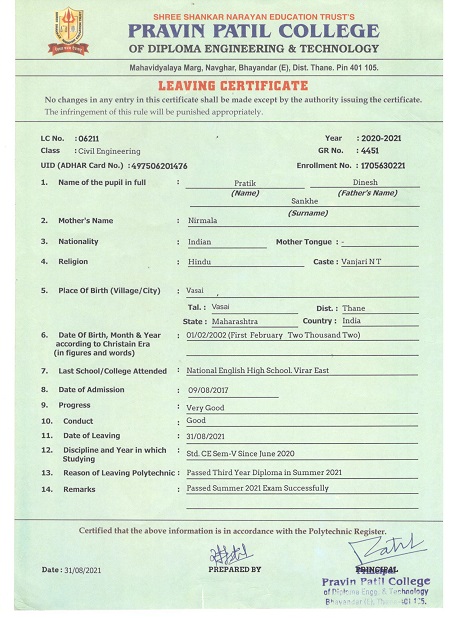 SHREE SHANKAR NARAYAN EDUCATION TRUST'S
PRAVIN PATIL COLLEGE
OF DIPLOMA ENGINEERING & TECHNOLOGY
Mahavidyalaya Marg, Navghar, Bhayandar (E), Dist. Thane. Pin 401 105.
LEAVING CERTIFICATE
No changes in any entry in this certificate shall be made except by the authority issuing the certificate.
The infringement of this rule will be punished appropriately.
LC No. : 06211 Year : 2020-2021
Class : Civil Engineering GR No. : 4451
UID (ADHAR Card No.) : 497506201476 Enrollment No. : 1705630221
1. Name of the pupil in full : Pratik Dinesh
(Name) (Father's Name)
Sankhe
(Surname)
2. Mother's Name : Nirmala
3. Nationality : Indian Mother Tongue : -
4. Religion : Hindu Caste : Vanjari N T
5. Place Of Birth (Village/City) : Vasai
Tal. : Vasai Dist. : Thane
State : Maharashtra Country : India
6. Date Of Birth, Month & Year : 01/02/2002 (First February Two Thousand Two)
according to Christain Era
(in figures and words)
7. Last School/College Attended : National English High School. Virar East
8. Date of Admission : 09/08/2017
9. Progress : Very Good
10. Conduct : Good
11. Date of Leaving : 31/08/2021
12. Discipline and Year in which : Std. CE Sem-V Since June 2020
Studying
13. Reason of Leaving Polytechnic : Passed Third Year Diploma in Summer 2021
14. Remarks : Passed Summer 2021 Exam Successfully
Certified that the above information is in accordance with the Polytechnic Register.
Date : 31/08/2021 PREPARED BY PRINCIPAL
Pravin Patil College
of Diploma Engg. & Technology
Bhayandar (E), Thane-401 105.